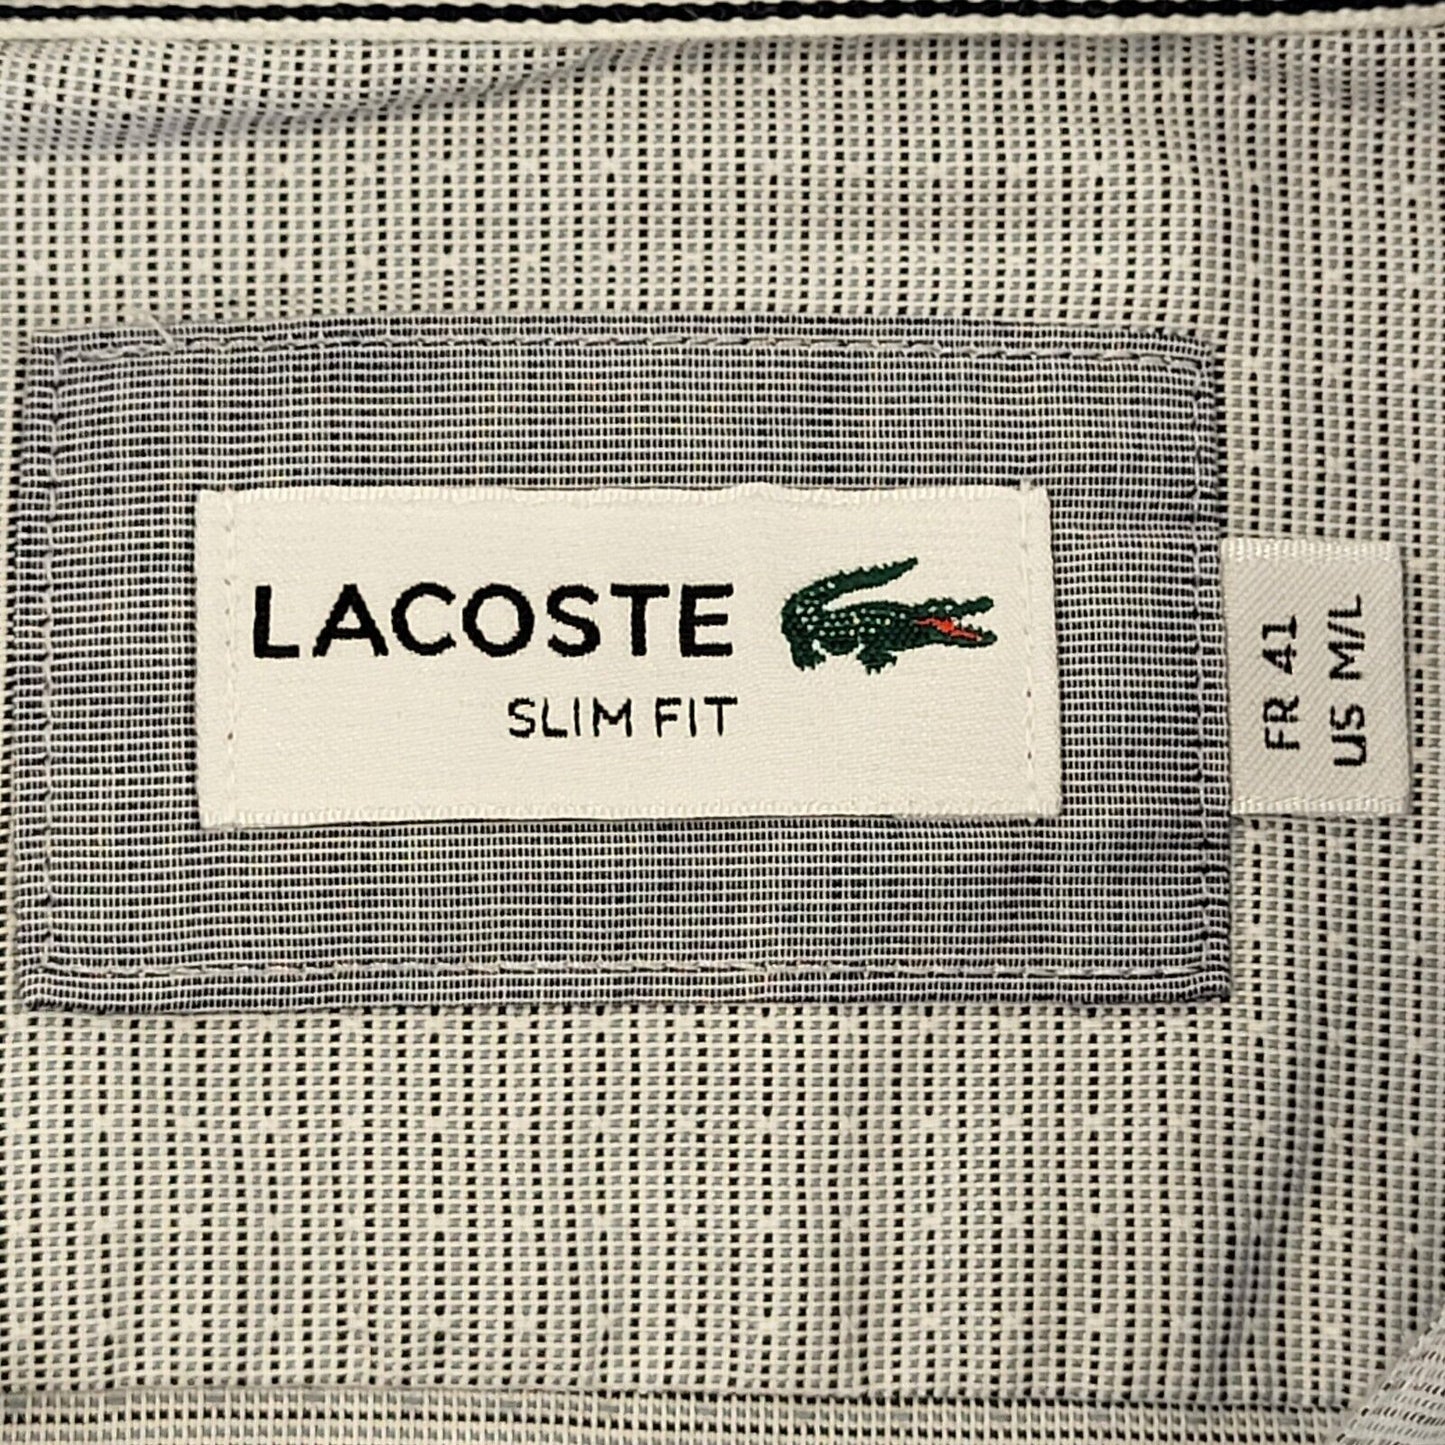 LACOSTE
SLIM FIT
FR 41
US M/L